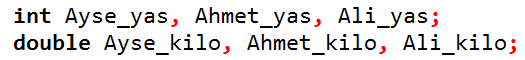 int Ayse_yas, Ahmet_yas, Ali_yas;
double Ayse_kilo, Ahmet_kilo, Ali_kilo;